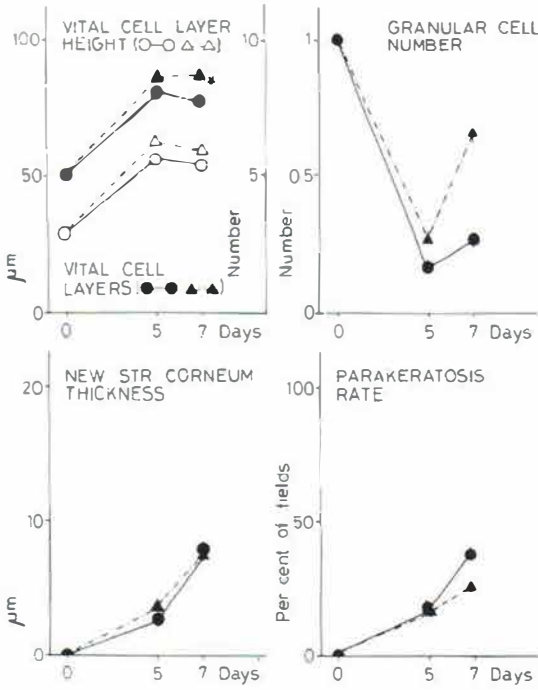 VITAL CELL LAYER
HEIGHT (○—○ △ △)
100
50
0
µm
10
5
0
Number
VITAL CELL
LAYERS (●—● ▲ ▲)
*
0 5 7 Days
GRANULAR CELL
NUMBER
1
0.5
0
Number
0 5 7 Days
NEW STR CORNEUM
THICKNESS
20
10
0
µm
0 5 7 Days
PARAKERATOSIS
RATE
100
50
0
Per cent of fields
0 5 7 Days